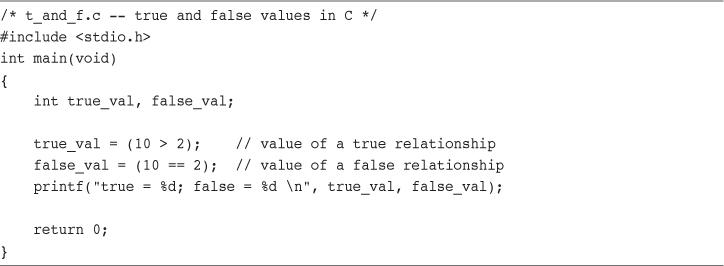 /* t_and_f.c -- true and false values in C */
#include <stdio.h>
int main(void)
{
    int true_val, false_val;

    true_val = (10 > 2);    // value of a true relationship
    false_val = (10 == 2);  // value of a false relationship
    printf("true = %d; false = %d \n", true_val, false_val);

    return 0;
}